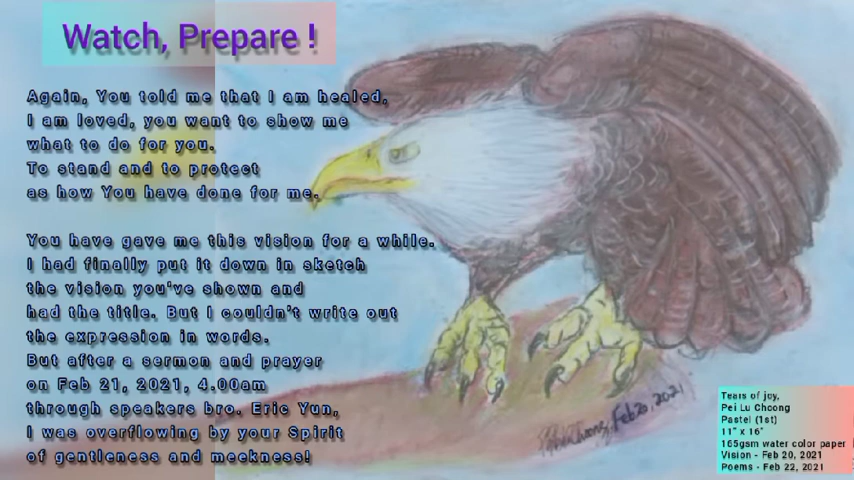 Watch, Prepare !
Again, You told me that I am healed,
I am loved, you want to show me
what to do for you.
To stand and to protect
as how You have done for me.
You have gave me this vision for a while.
I had finally put it down in sketch
the vision you've shown and
had the title. But I couldn't write out
the expression in words.
But after a sermon and prayer
on Feb 21, 2021, 4.00am
through speakers bro. Eric Yun,
I was overflowing by your Spirit
of gentleness and meekness!
Feb 20, 2021
Tears of joy,
Pei Lu Choong
Pastel (1st)
11" x 16"
165gsm water color paper
Vision - Feb 20, 2021
Poems - Feb 22, 2021